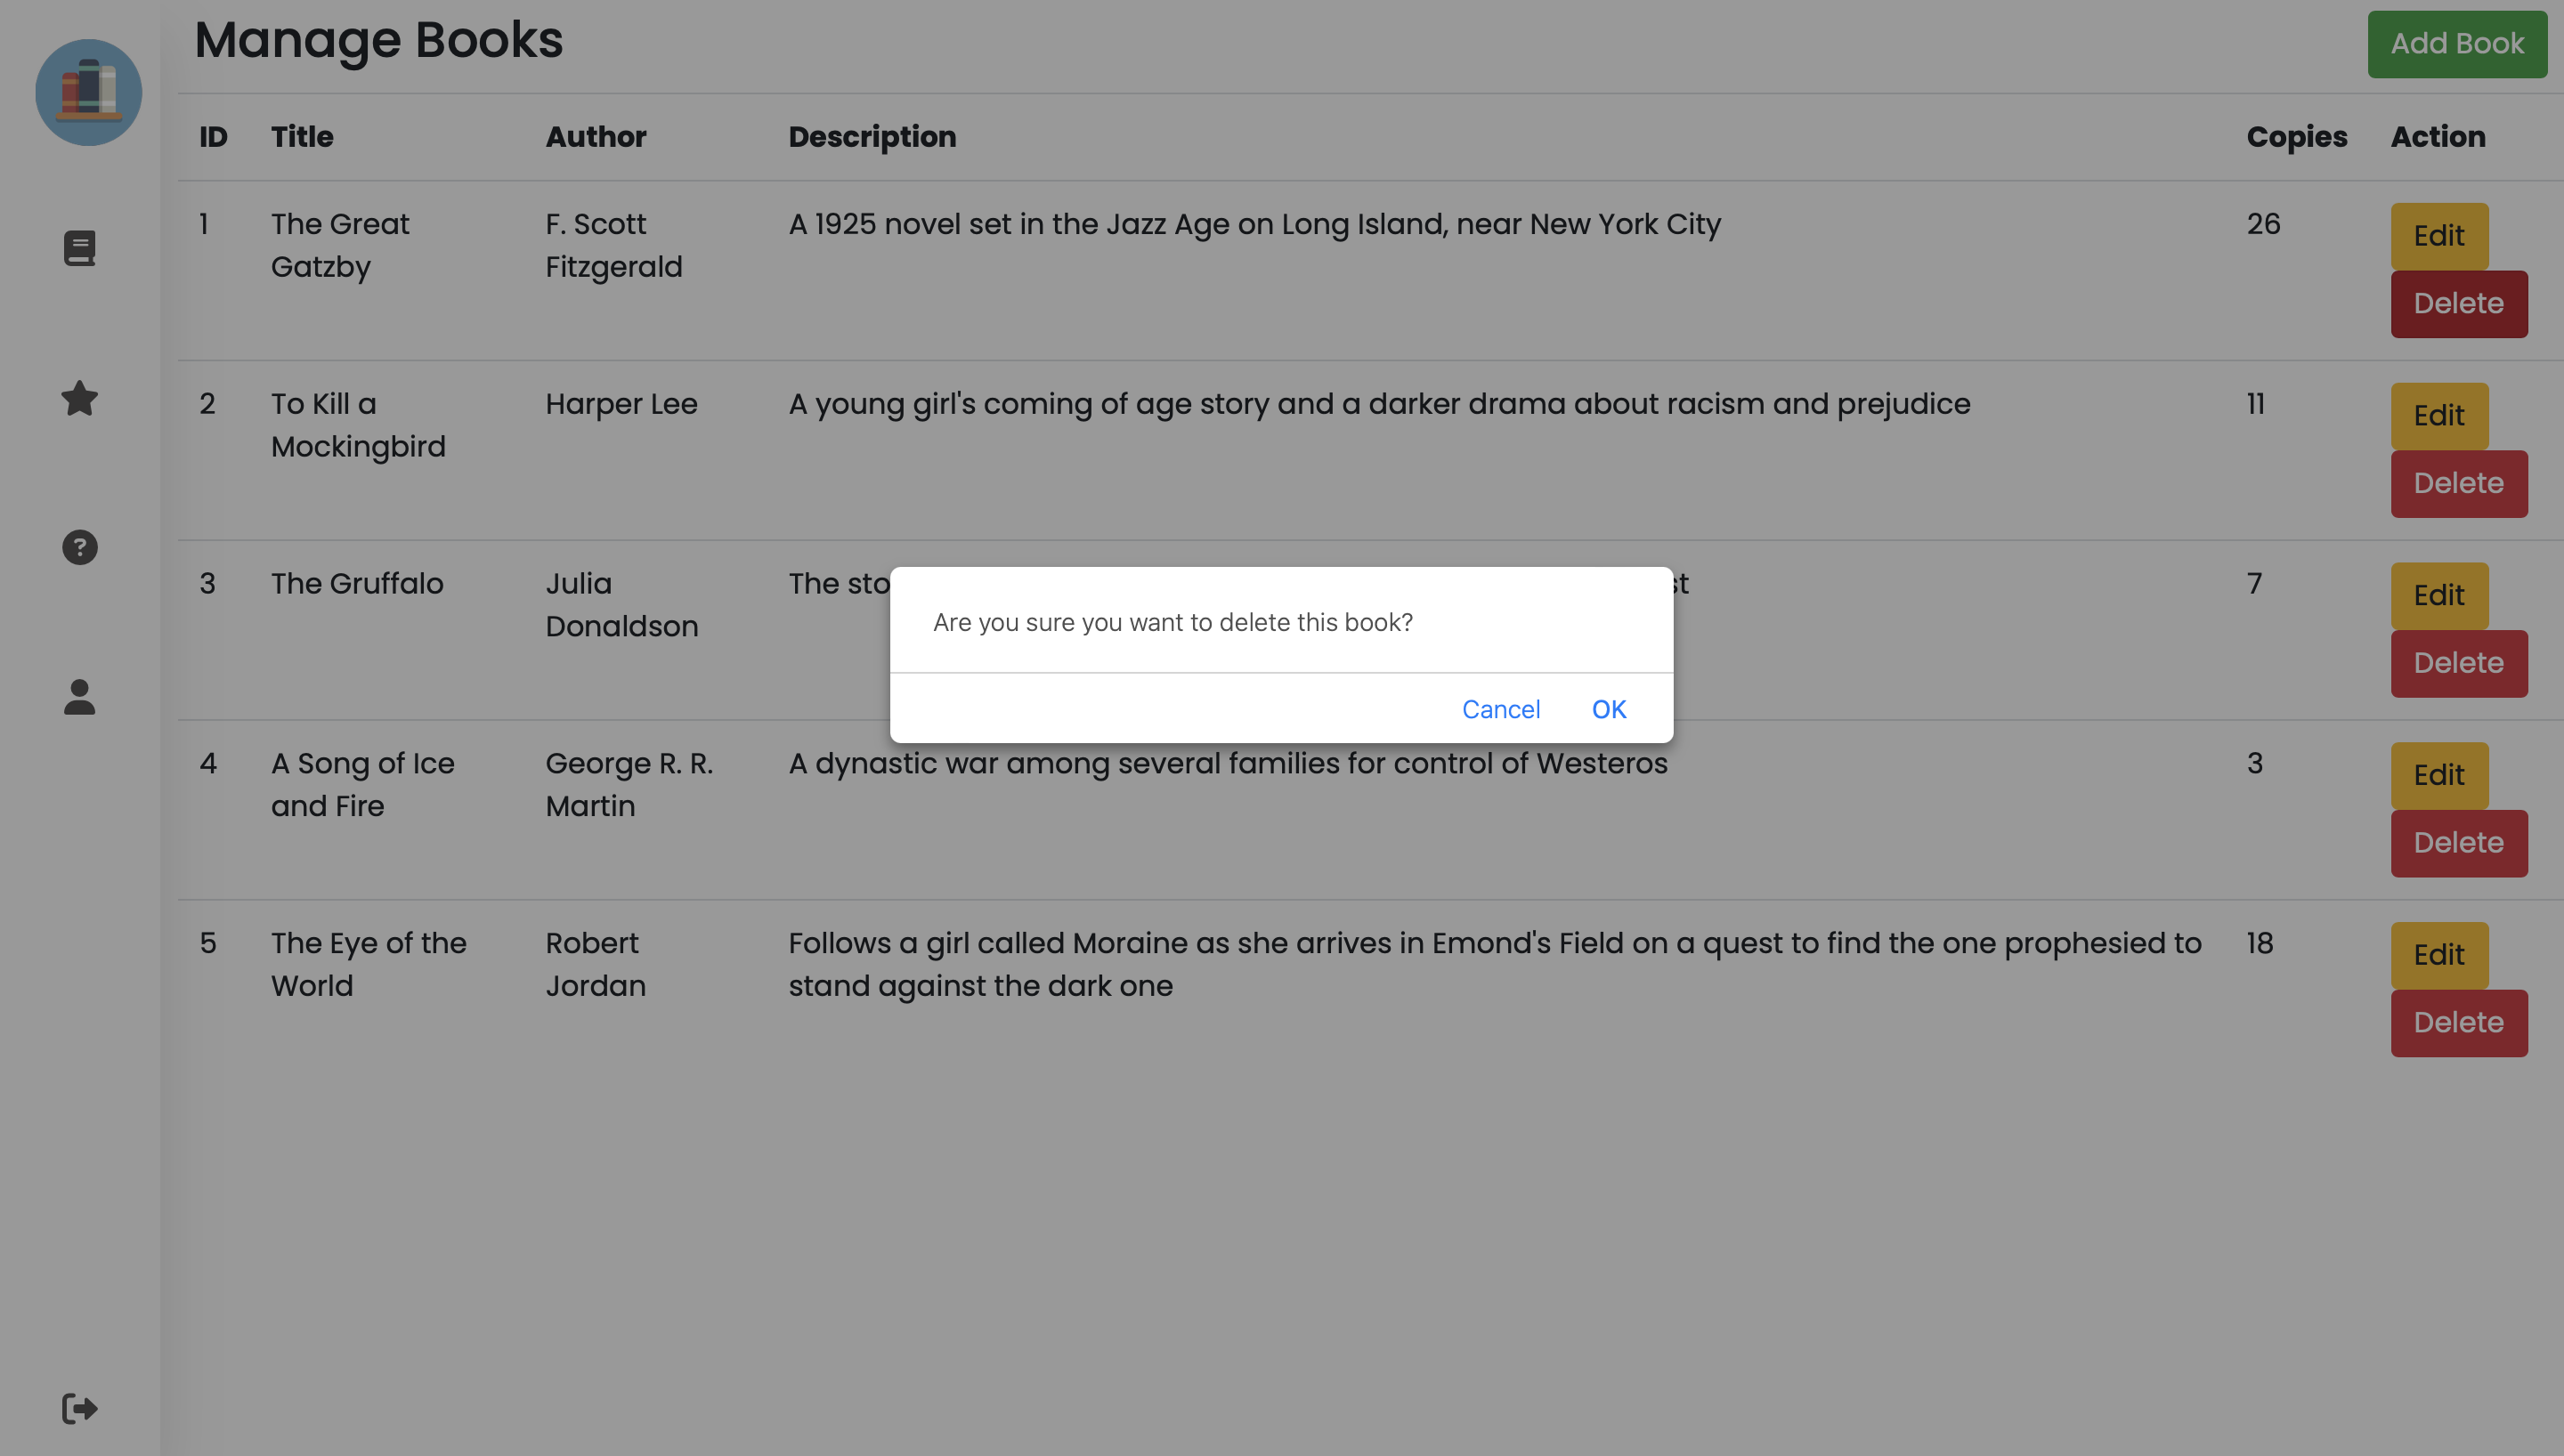 Manage Books
Add Book
ID Title Author Description Copies Action
1 The Great F. Scott A 1925 novel set in the Jazz Age on Long Island, near New York City 26 Edit
Gatzby Fitzgerald
Delete
2 To Kill a Harper Lee A young girl's coming of age story and a darker drama about racism and prejudice 11 Edit
Mockingbird
Delete
3 The Gruffalo Julia The 7 Edit
Donaldson
Are you sure you want to delete this book?
Delete
Cancel OK
4 A Song of Ice George R. R. A dynastic war among several families for control of Westeros 3 Edit
and Fire Martin
Delete
5 The Eye of the Robert Follows a girl called Moraine as she arrives in Emond's Field on a quest to find the one prophesied to 18 Edit
World Jordan stand against the dark one
Delete